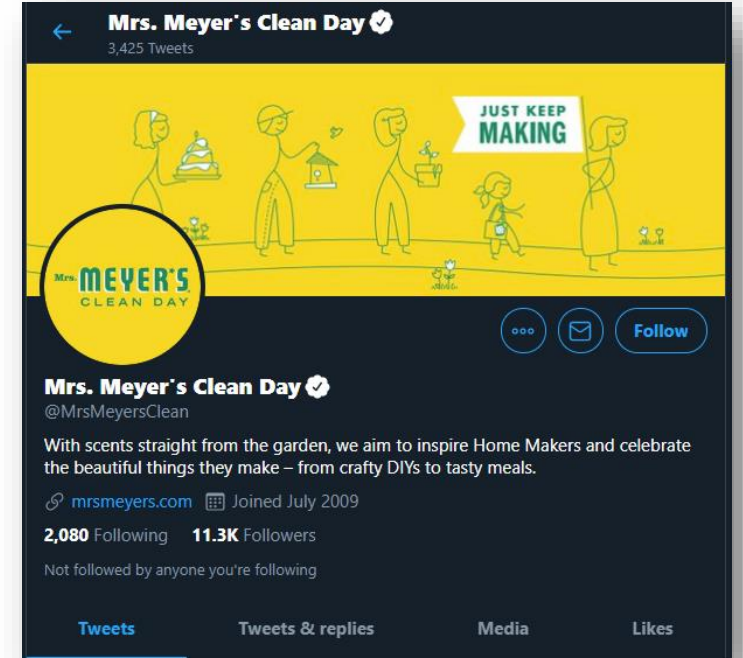 Mrs. Meyer's Clean Day
3,425 Tweets
JUST KEEP
MAKING
Mrs. MEYER'S
CLEAN DAY
Follow
Mrs. Meyer's Clean Day
@MrsMeyersClean
With scents straight from the garden, we aim to inspire Home Makers and celebrate
the beautiful things they make – from crafty DIYs to tasty meals.
mrsmeyers.com Joined July 2009
2,080 Following 11.3K Followers
Not followed by anyone you're following
Tweets Tweets & replies Media Likes